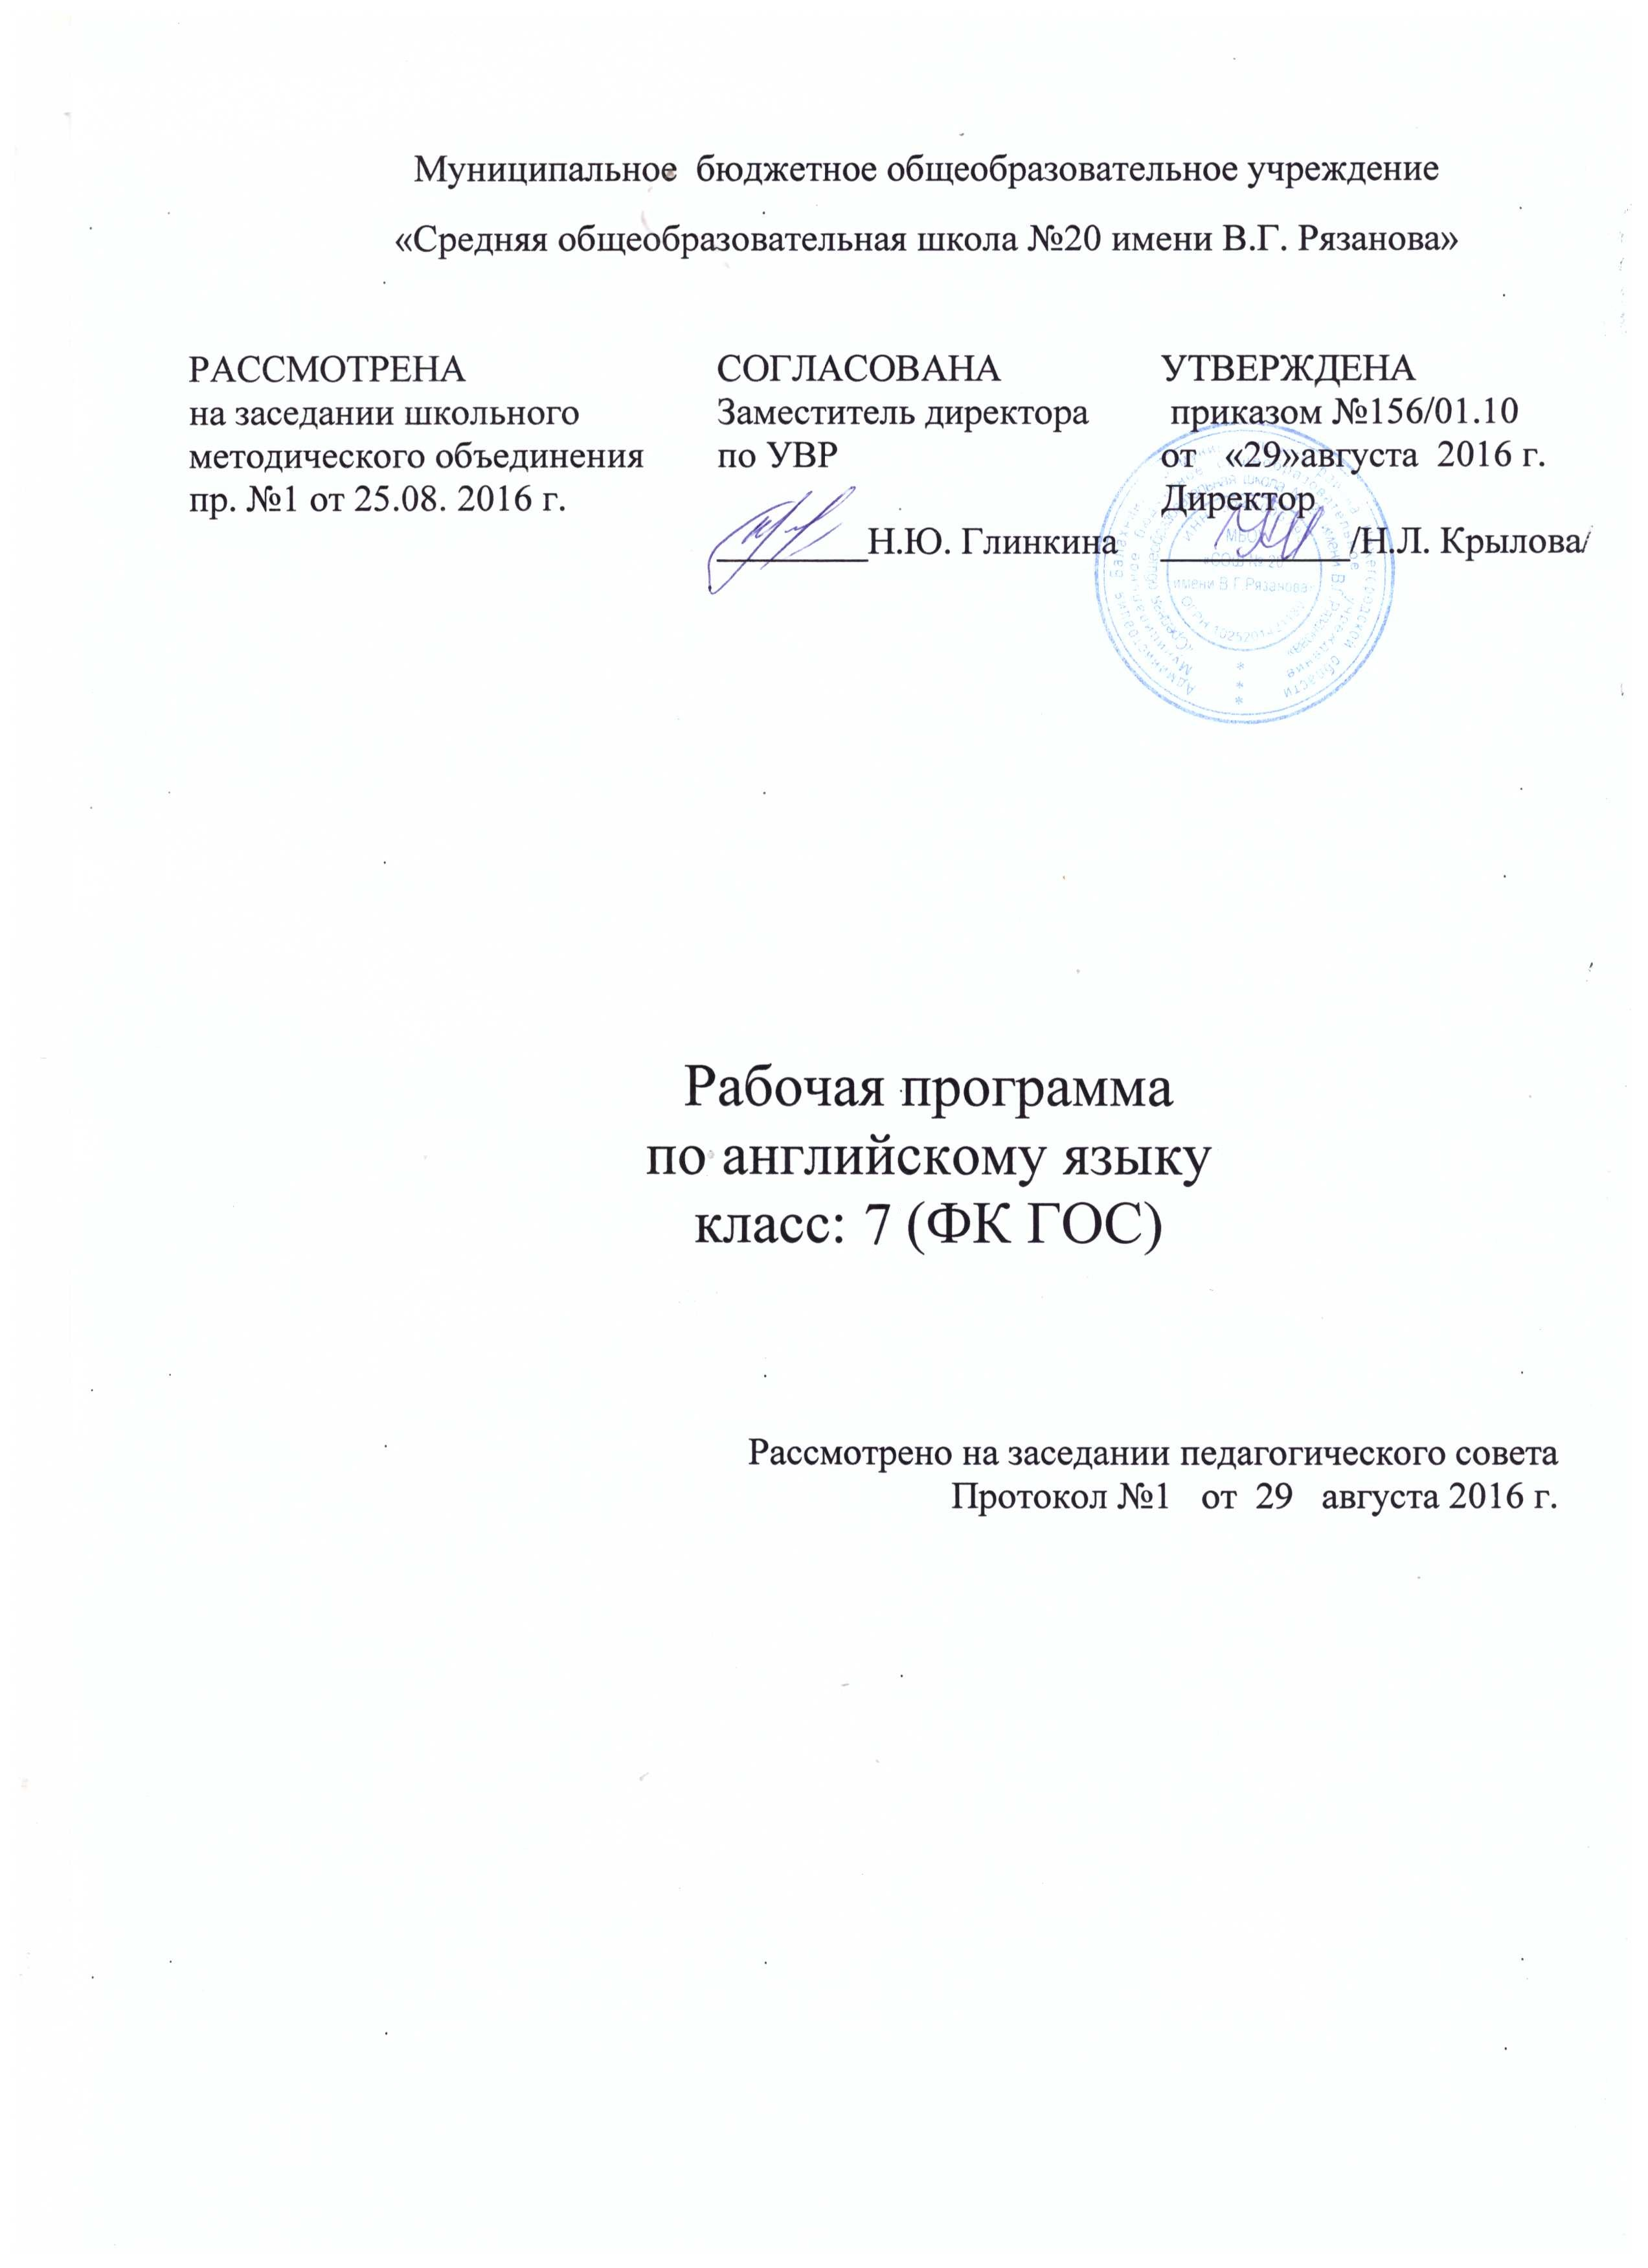 Муниципальное бюджетное общеобразовательное учреждение
«Средняя общеобразовательная школа №20 имени В.Г. Рязанова»
РАССМОТРЕНА
на заседании школьного
методического объединения
пр. №1 от 25.08. 2016 г.
СОГЛАСОВАНА
Заместитель директора
по УВР
Н.Ю. Глинкина
УТВЕРЖДЕНА
приказом №156/01.10
от «29»августа 2016 г.
Директор
/Н.Л. Крылова/
имени В.Г.Рязанова
Рабочая программа
по английскому языку
класс: 7 (ФК ГОС)
Рассмотрено на заседании педагогического совета
Протокол №1 от 29 августа 2016 г.